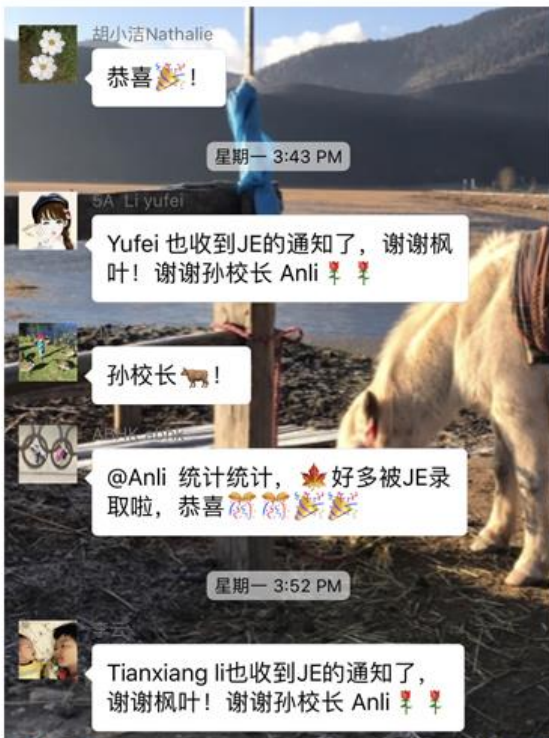 胡小洁Nathalie
恭喜🎉！
星期一 3:43 PM
5A Li yufei
Yufei 也收到JE的通知了，谢谢枫
叶！谢谢孙校长 Anli🌹🌹
孙校长🐂！
@Anli 统计统计，🍁好多被JE录
取啦，恭喜🎊🎊🎉🎉
星期一 3:52 PM
Tianxiang li也收到JE的通知了，
谢谢枫叶！谢谢孙校长 Anli🌹🌹